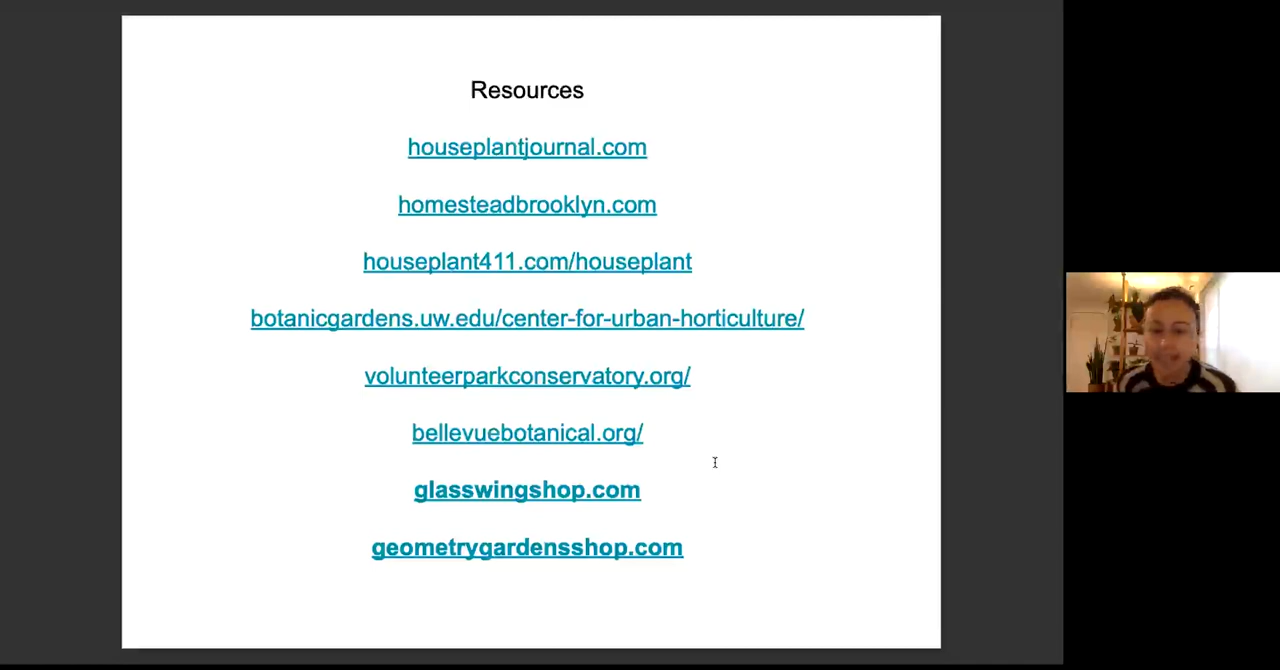 Resources
houseplantjournal.com
homesteadbrooklyn.com
houseplant411.com/houseplant
botanicgardens.uw.edu/center-for-urban-horticulture/
volunteerparkconservatory.org/
bellevuebotanical.org/
glasswingshop.com
geometrygardensshop.com